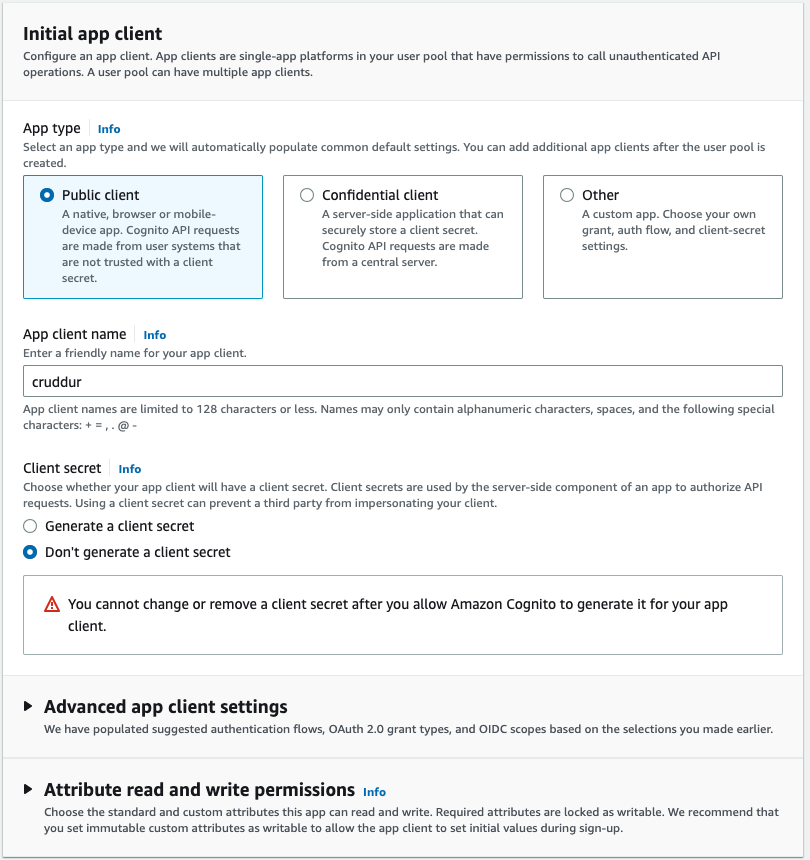 Initial app client
Configure an app client. App clients are single-app platforms in your user pool that have permissions to call unauthenticated API
operations. A user pool can have multiple app clients.
App type Info
Select an app type and we will automatically populate common default settings. You can add additional app clients after the user pool is
created.
Public client
A native, browser or mobile-
device app. Cognito API requests
are made from user systems that
are not trusted with a client
secret.
Confidential client
A server-side application that can
securely store a client secret.
Cognito API requests are made
from a central server.
Other
A custom app. Choose your own
grant, auth flow, and client-secret
settings.
App client name Info
Enter a friendly name for your app client.
cruddur
App client names are limited to 128 characters or less. Names may only contain alphanumeric characters, spaces, and the following special
characters: + = , . @ -
Client secret Info
Choose whether your app client will have a client secret. Client secrets are used by the server-side component of an app to authorize API
requests. Using a client secret can prevent a third party from impersonating your client.
Generate a client secret
Don't generate a client secret
You cannot change or remove a client secret after you allow Amazon Cognito to generate it for your app
client.
Advanced app client settings
We have populated suggested authentication flows, OAuth 2.0 grant types, and OIDC scopes based on the selections you made earlier.
Attribute read and write permissions Info
Choose the standard and custom attributes this app can read and write. Required attributes are locked as writable. We recommend that
you set immutable custom attributes as writable to allow the app client to set initial values during sign-up.